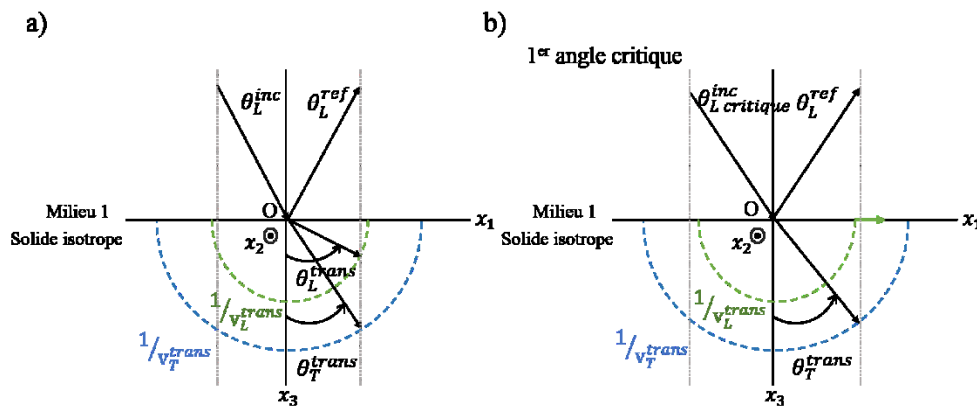 a)
θ_L^inc
θ_L^ref
Milieu 1
O
x₁
Solide isotrope
x₂
θ_L^trans
1/v_L^trans
1/v_T^trans
θ_T^trans
x₃
b)
1er angle critique
θ_L critique^inc
θ_L^ref
Milieu 1
O
x₁
Solide isotrope
x₂
1/v_L^trans
1/v_T^trans
θ_T^trans
x₃